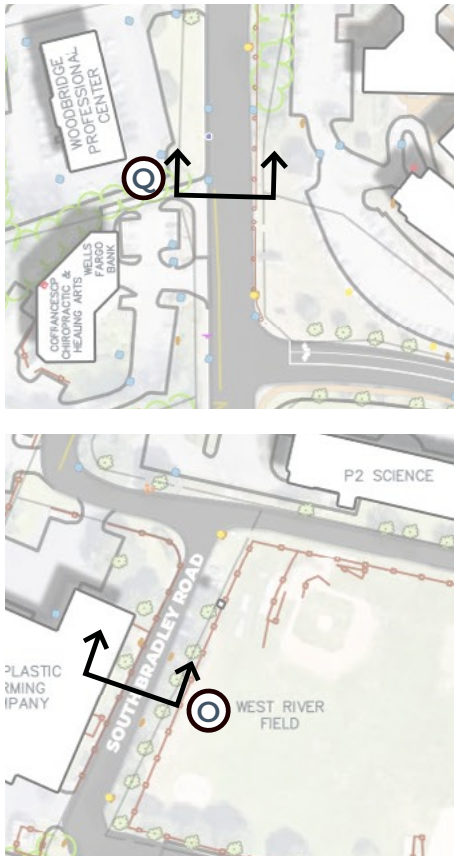 WOODBRIDGE
PROFESSIONAL
CENTER
Q
COFRANCESCP
CHIROPRACTIC &
HEALING ARTS
WELLS
FARGO
BANK
P2 SCIENCE
SOUTH BRADLEY ROAD
PLASTIC
RMING
MPANY
O
WEST RIVER
FIELD